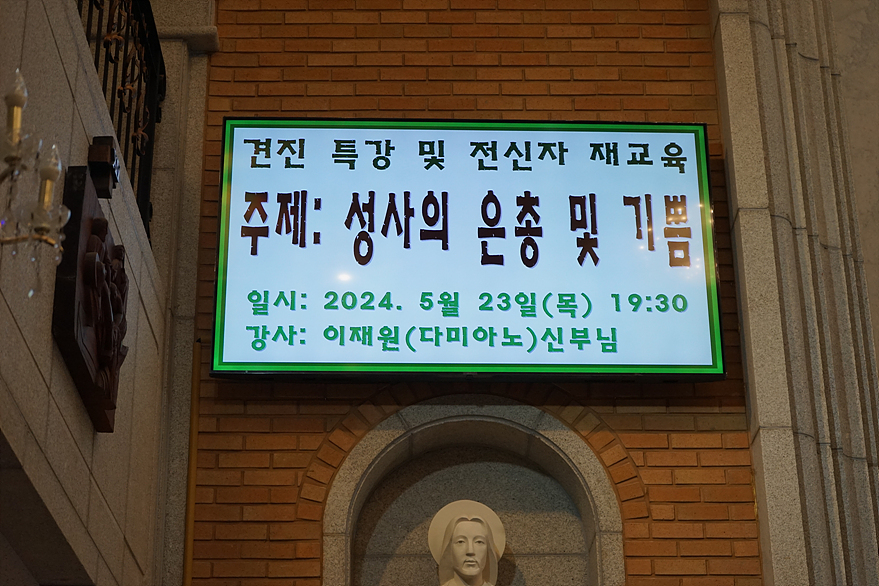 견진 특강 및 전신자 재교육
주제: 성사의 은총 및 기쁨
일시: 2024. 5월 23일(목) 19:30
강사: 이재원(다미아노)신부님